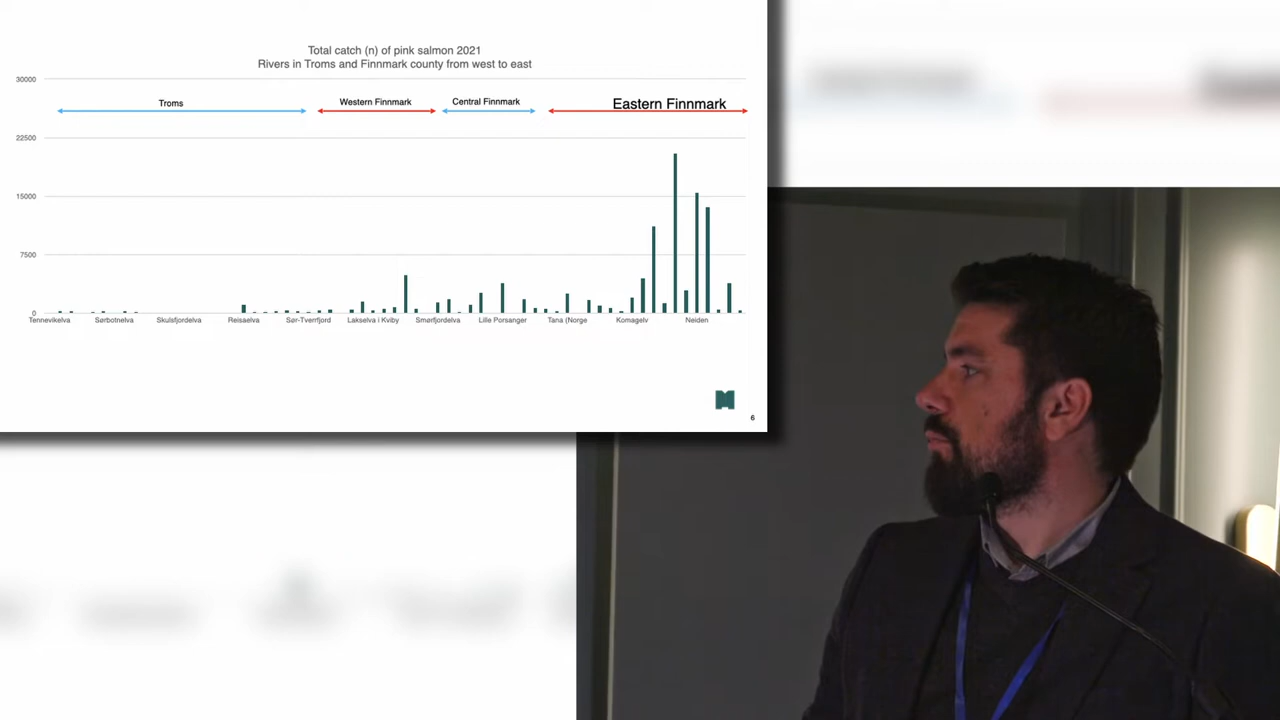 Total catch (n) of pink salmon 2021
Rivers in Troms and Finnmark county from west to east
30000
Troms
Western Finnmark
Central Finnmark
Eastern Finnmark
22500
15000
7500
0
Tennevikelva
Sørbotnelva
Skulsfjordelva
Reisaelva
Sør-Tverrfjord
Lakselva i Kviby
Smørfjordelva
Lille Porsanger
Tana (Norge
Komagelv
Neiden
6